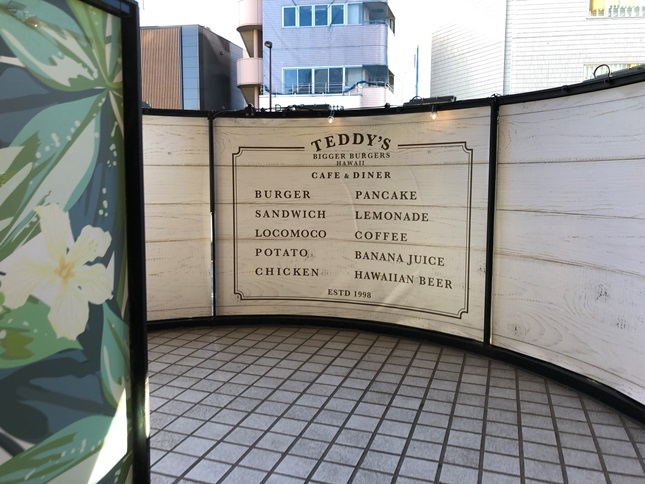 TEDDY'S
BIGGER BURGERS
HAWAII
CAFE & DINER
BURGER
SANDWICH
LOCOMOCO
POTATO
CHICKEN
PANCAKE
LEMONADE
COFFEE
BANANA JUICE
HAWAIIAN BEER
ESTD 1998